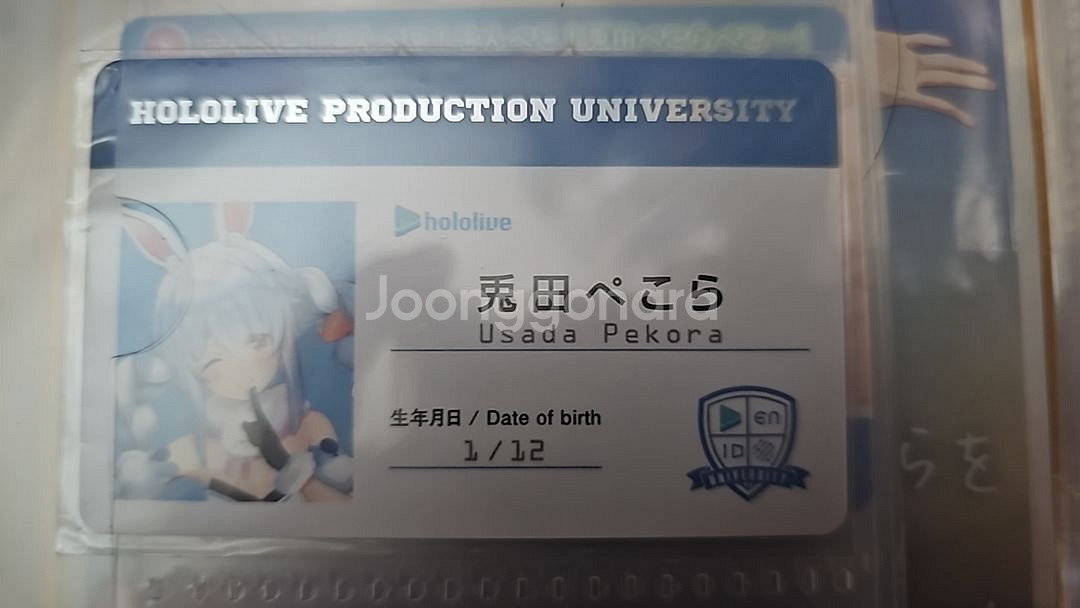 HOLOLIVE PRODUCTION UNIVERSITY
hololive
兎田ぺこら
Joonggonara
Usada Pekora
生年月日 / Date of birth
1/12
en
ID
UNIVERSITY
らを